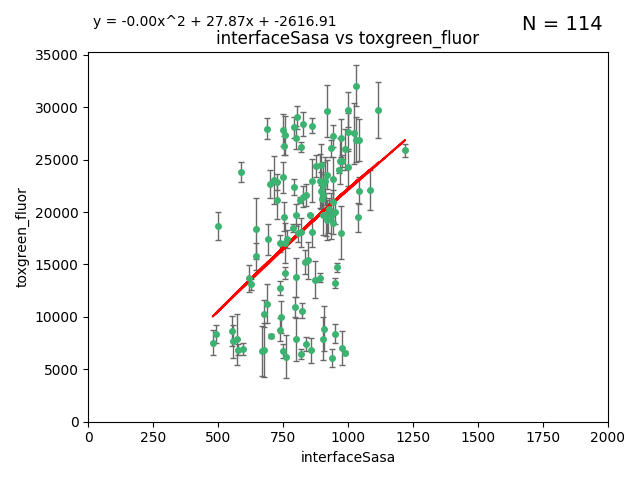 y = -0.00x^2 + 27.87x + -2616.91
N = 114
interfaceSasa vs toxgreen_fluor
35000
30000
25000
20000
15000
10000
5000
0
toxgreen_fluor
0 250 500 750 1000 1250 1500 1750 2000
interfaceSasa